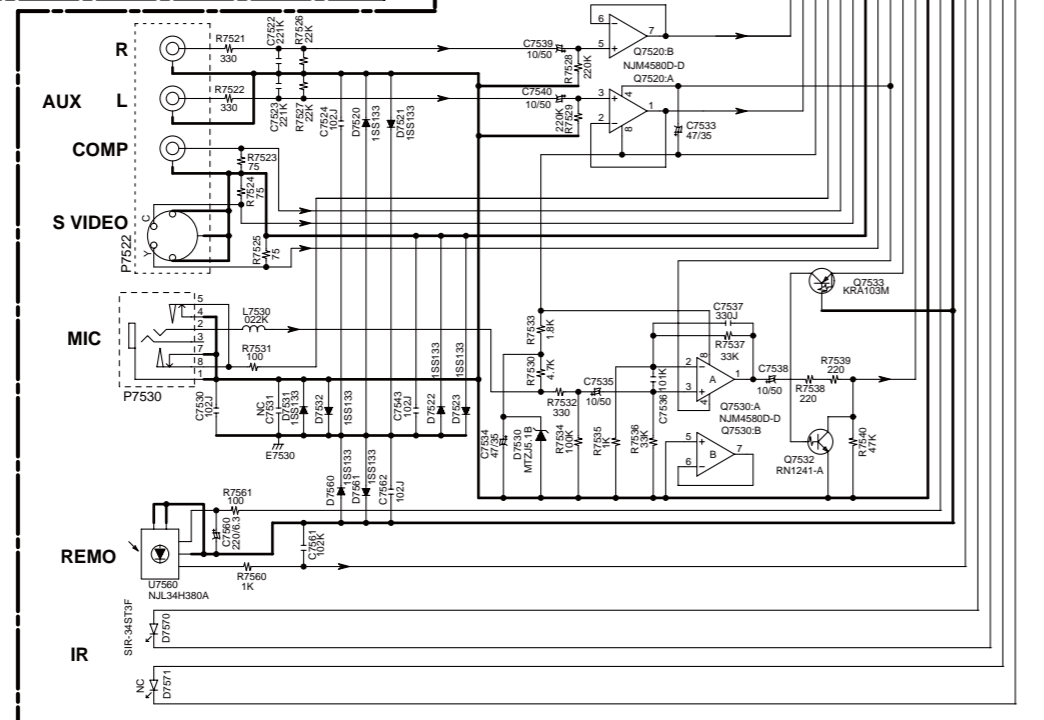 R
AUX L
COMP
S VIDEO
P7522
C
Y
R7521
330
R7522
330
C7522
221K
R7526
22K
C7523
221K
R7527
22K
C7524
102J
D7520
1SS133
D7521
1SS133
R7523
75
R7524
75
R7525
75
C7539
10/50
R7528
220K
6
5
7
Q7520:B
NJM4580D-D
Q7520:A
C7540
10/50
220K
R7529
3
2
4
8
1
C7533
47/35
MIC
P7530
5
4
2
3
7
8
1
L7530
022K
R7531
100
C7530
102J
NC
C7531
D7531
1SS133
D7532
1SS133
C7543
102J
D7522
1SS133
D7523
1SS133
E7530
R7533
1.8K
R7530
4.7K
R7532
330
C7535
10/50
C7534
47/35
D7530
MTZJ5.1B
R7534
100K
R7535
1K
R7536
33K
C7536
101K
C7537
330J
R7537
33K
2
3
8
4
A
1
Q7530:A
NJM4580D-D
Q7530:B
5
6
B
7
C7538
10/50
R7538
220
R7539
220
Q7533
KRA103M
Q7532
RN1241-A
R7540
47K
D7560
1SS133
D7561
1SS133
C7562
102J
REMO
R7561
100
C7560
220/6.3
C7561
102K
R7560
1K
U7560
NJL34H380A
IR
SIR-34ST3F
D7570
NC
D7571